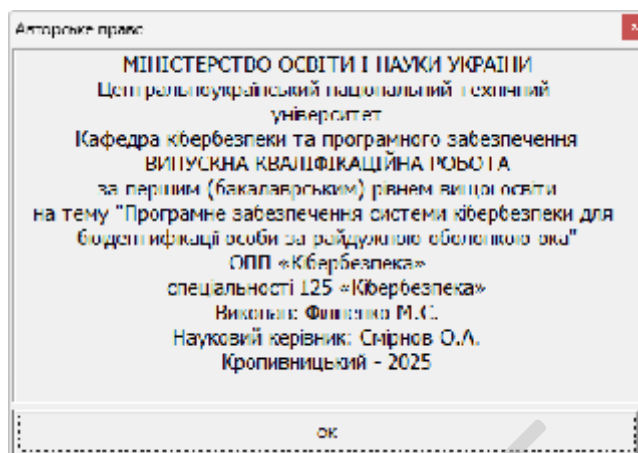 Авторське право
МІНІСТЕРСТВО ОСВІТИ І НАУКИ УКРАЇНИ
Центральноукраїнський національний технічний
університет
Кафедра кібербезпеки та програмного забезпечення
ВИПУСКНА КВАЛІФІКАЦІЙНА РОБОТА
за першим (бакалаврським) рівнем вищої освіти
на тему "Програмне забезпечення системи кібербезпеки для
біоідентифікації особи за райдужною оболонкою ока"
ОПП «Кібербезпека»
спеціальності 125 «Кібербезпека»
Виконав: М.С.
Науковий керівник: Смірнов О.А.
Кропивницький - 2025
ОК